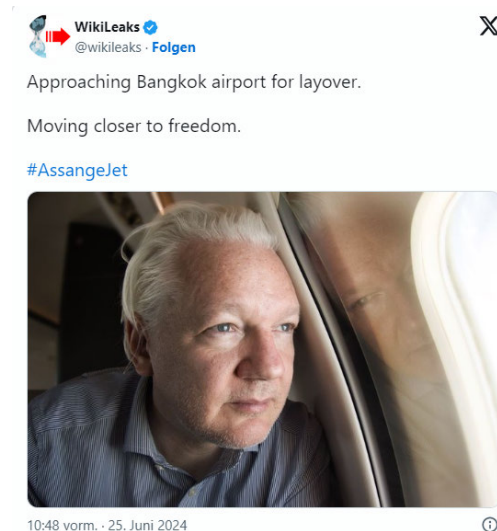 WikiLeaks
@wikileaks · Folgen
Approaching Bangkok airport for layover.
Moving closer to freedom.
#AssangeJet
10:48 vorm. · 25. Juni 2024